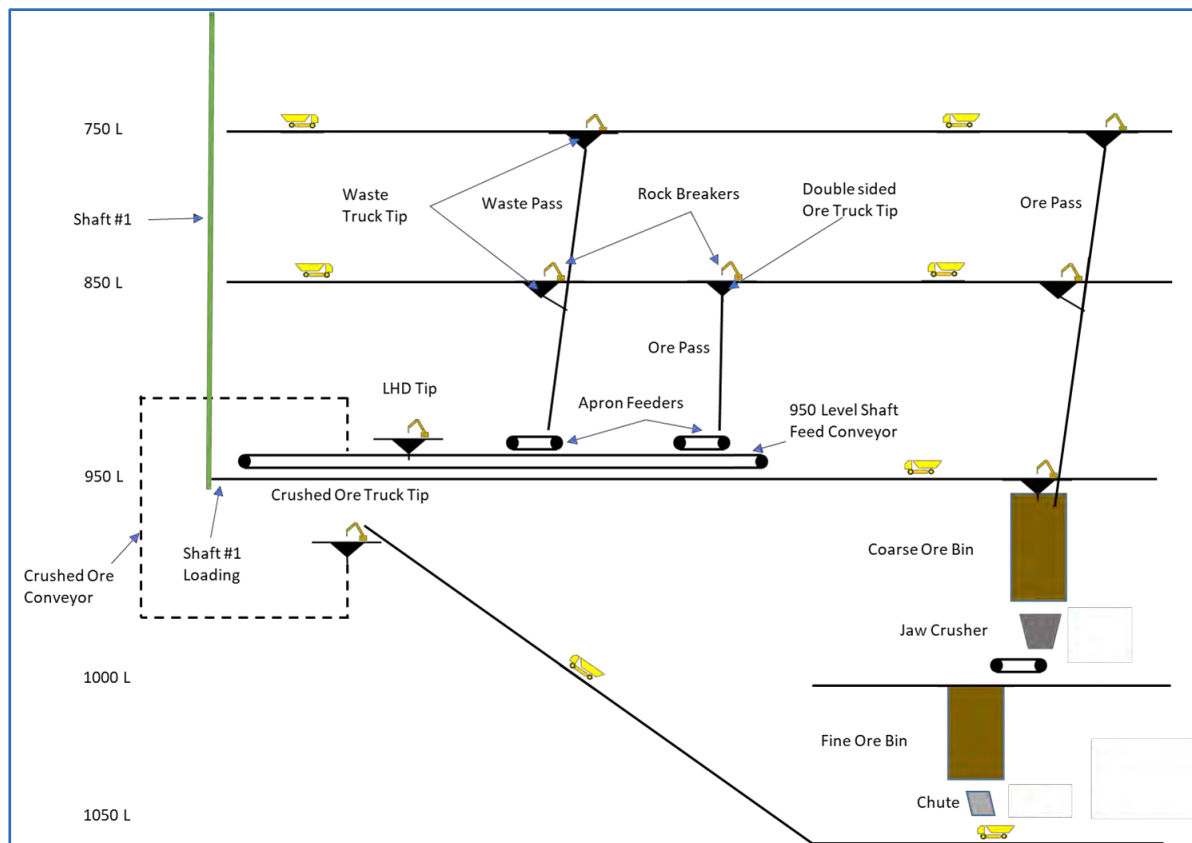 750 L
Waste
Truck Tip
Waste Pass
Rock Breakers
Double sided
Ore Truck Tip
Ore Pass
Shaft #1
850 L
Ore Pass
LHD Tip
Apron Feeders
950 Level Shaft
Feed Conveyor
950 L
Crushed Ore Truck Tip
Shaft #1
Loading
Crushed Ore
Conveyor
Coarse Ore Bin
Jaw Crusher
1000 L
Fine Ore Bin
Chute
1050 L